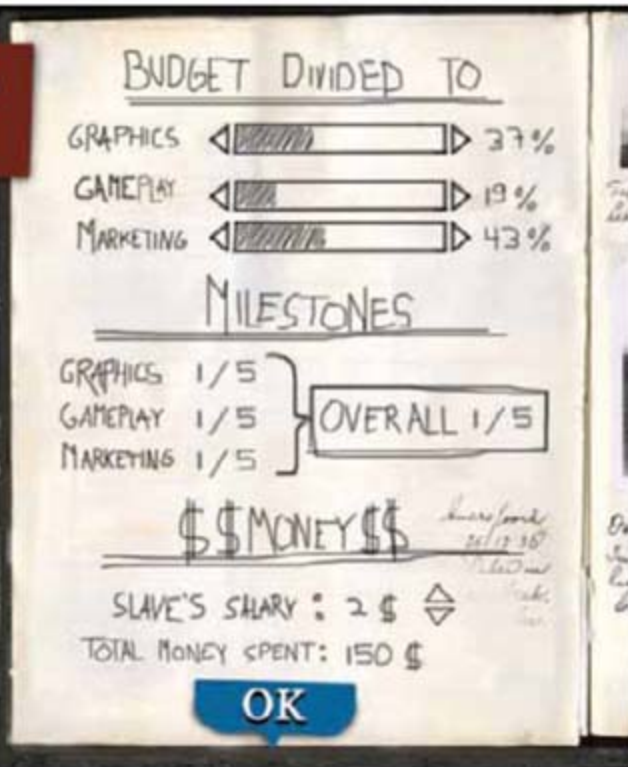 BUDGET DIVIDED TO
GRAPHICS 37%
GAMEPLAY 19%
MARKETING 43%
MILESTONES
GRAPHICS 1/5
GAMEPLAY 1/5
MARKETING 1/5
OVERALL 1/5
$$MONEY$$
SLAVE'S SALARY: 2 $
TOTAL MONEY SPENT: 150 $
OK